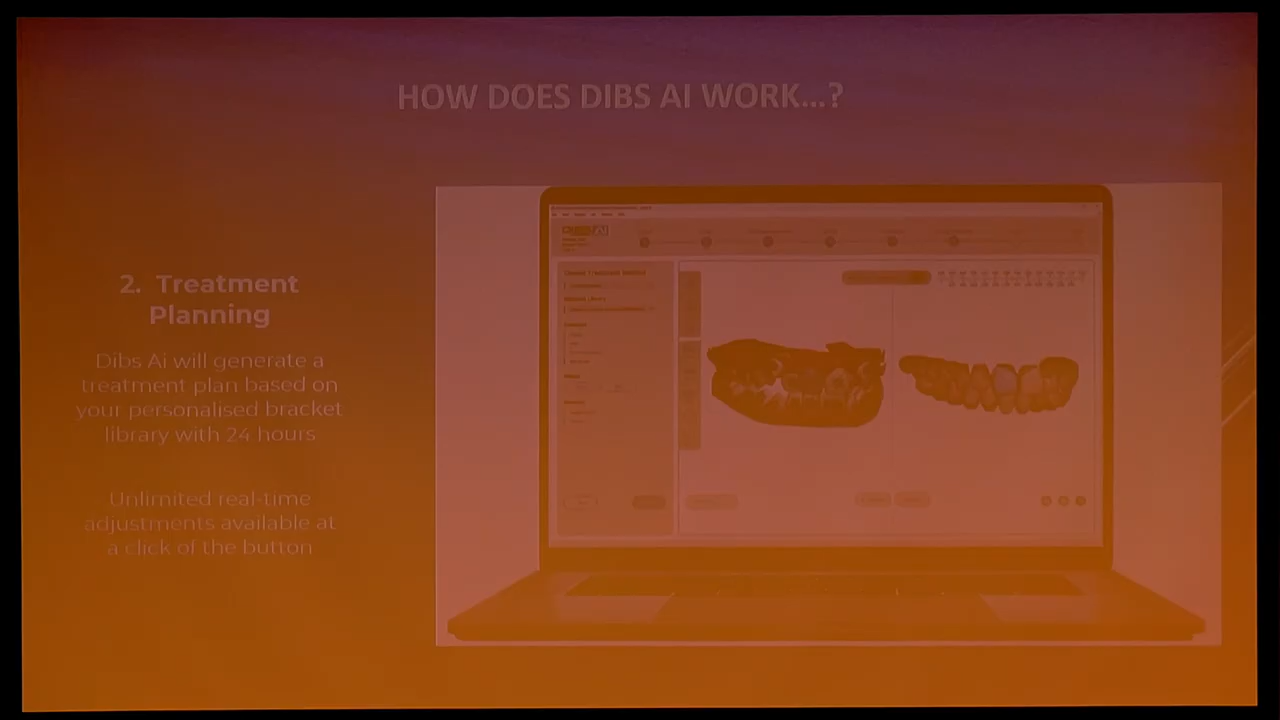 HOW DOES DIBS AI WORK...?
2. Treatment
Planning
Dibs Ai will generate a
treatment plan based on
your personalised bracket
library with 24 hours
Unlimited real-time
adjustments available at
a click of the button